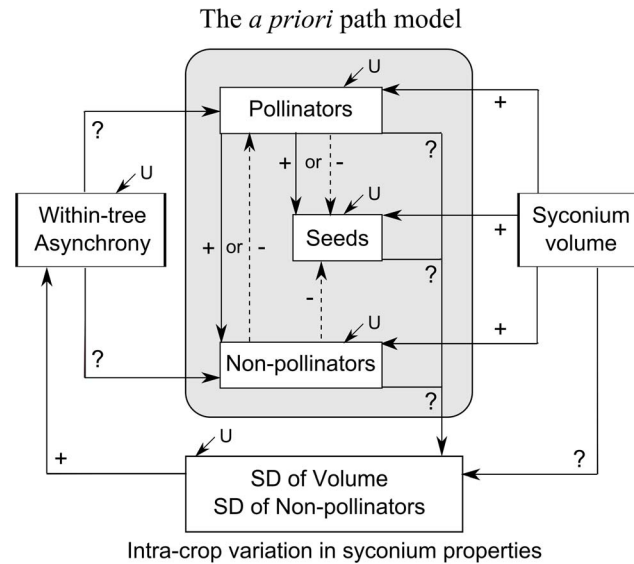 The a priori path model
U
Pollinators
+
?
+ or -
?
U
U
Within-tree
Asynchrony
Seeds
+
Syconium
volume
+ or -
?
-
U
+
Non-pollinators
?
?
U
+
?
SD of Volume
SD of Non-pollinators
Intra-crop variation in syconium properties